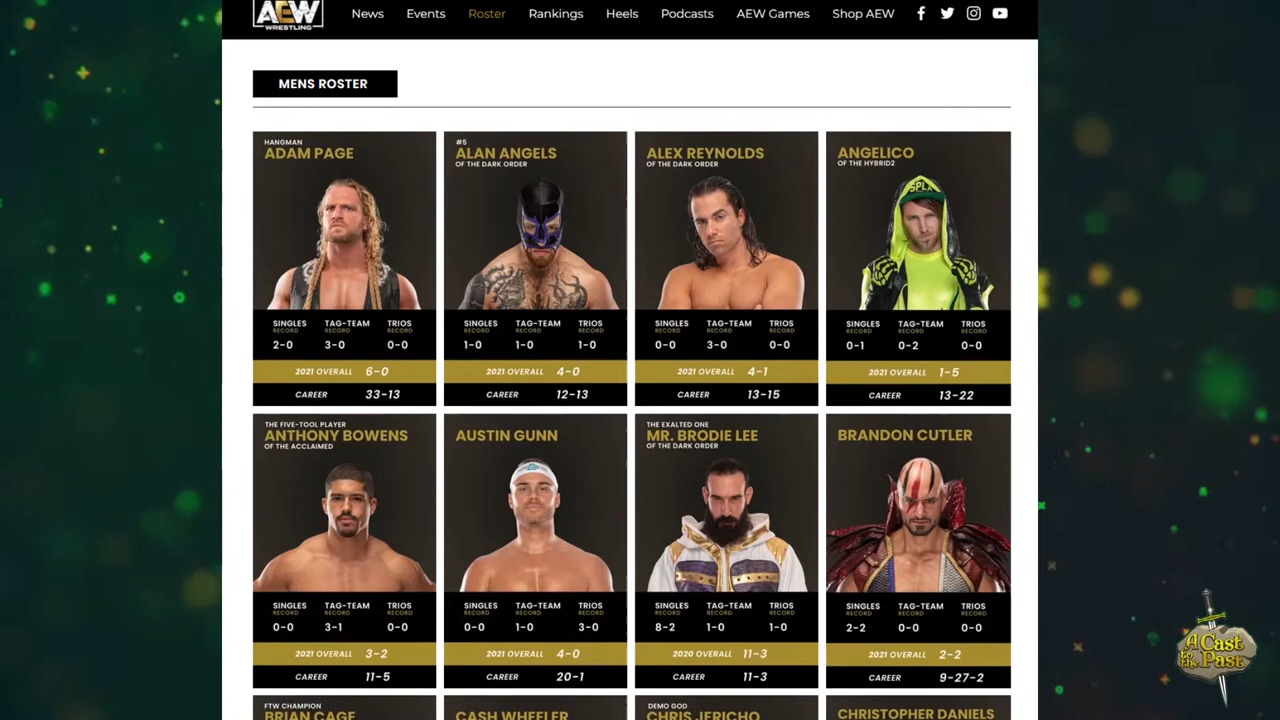 AEW
WRESTLING
News Events Roster Rankings Heels Podcasts AEW Games Shop AEW
MENS ROSTER
HANGMAN
ADAM PAGE
SINGLES TAG-TEAM TRIOS
RECORD RECORD RECORD
2-0 3-0 0-0
2021 OVERALL 6-0
CAREER 33-13
#5
ALAN ANGELS
OF THE DARK ORDER
SINGLES TAG-TEAM TRIOS
RECORD RECORD RECORD
1-0 1-0 1-0
2021 OVERALL 4-0
CAREER 12-13
ALEX REYNOLDS
OF THE DARK ORDER
SINGLES TAG-TEAM TRIOS
RECORD RECORD RECORD
0-0 3-0 0-0
2021 OVERALL 4-1
CAREER 13-15
ANGELICO
OF THE HYBRID2
SPLX
SINGLES TAG-TEAM TRIOS
RECORD RECORD RECORD
0-1 0-2 0-0
2021 OVERALL 1-5
CAREER 13-22
THE FIVE-TOOL PLAYER
ANTHONY BOWENS
OF THE ACCLAIMED
SINGLES TAG-TEAM TRIOS
RECORD RECORD RECORD
0-0 3-1 0-0
2021 OVERALL 3-2
CAREER 11-5
AUSTIN GUNN
SINGLES TAG-TEAM TRIOS
RECORD RECORD RECORD
0-0 1-0 3-0
2021 OVERALL 4-0
CAREER 20-1
THE EXALTED ONE
MR. BRODIE LEE
OF THE DARK ORDER
SINGLES TAG-TEAM TRIOS
RECORD RECORD RECORD
8-2 1-0 1-0
2020 OVERALL 11-3
CAREER 11-3
BRANDON CUTLER
SINGLES TAG-TEAM TRIOS
RECORD RECORD RECORD
2-2 0-0 0-0
2021 OVERALL 2-2
CAREER 9-27-2
FTW CHAMPION
BRIAN CAGE
CASH WHEELER
DEMO GOD
CHRIS JERICHO
CHRISTOPHER DANIELS
A Cast
to the Past